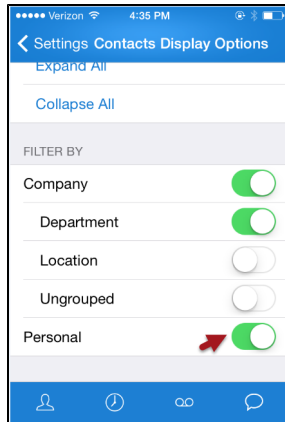 Verizon 4:35 PM
Settings Contacts Display Options
Expand All
Collapse All
FILTER BY
Company
Department
Location
Ungrouped
Personal